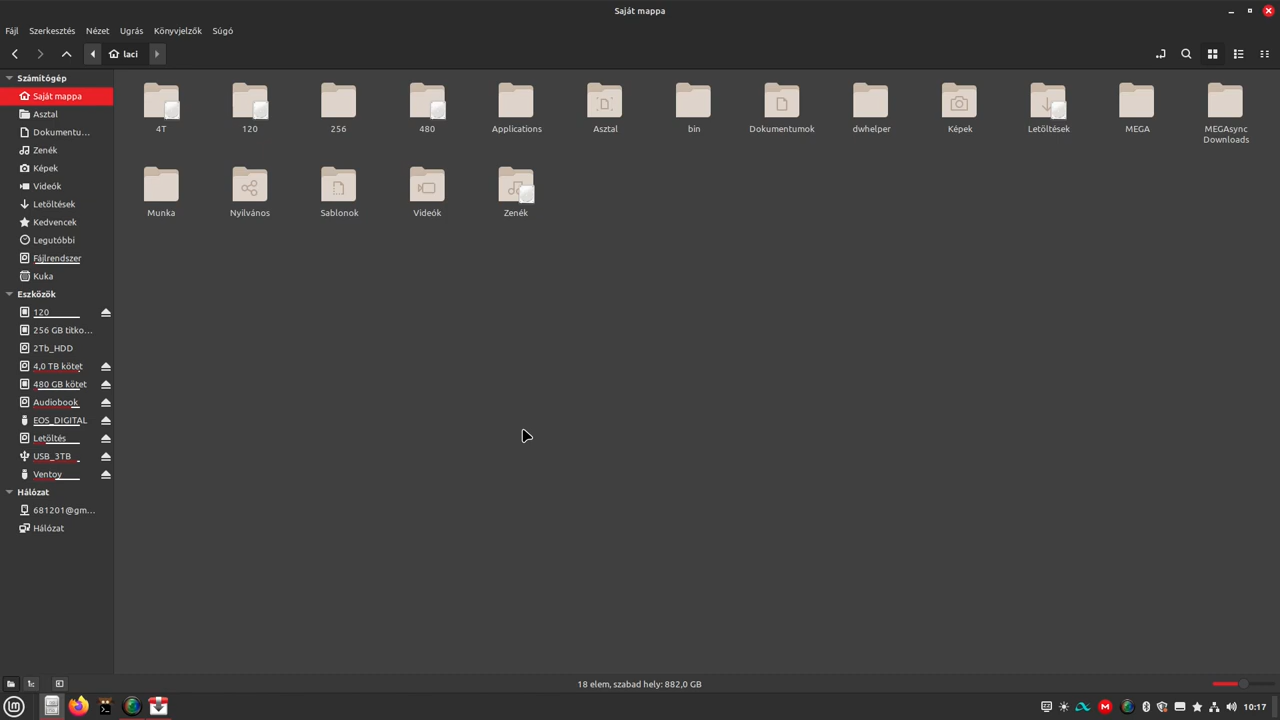 Saját mappa
Fájl Szerkesztés Nézet Ugrás Könyvjelzők Súgó
laci
Számítógép
Saját mappa
Asztal
Dokumentu...
Zenék
Képek
Videók
Letöltések
Kedvencek
Legutóbbi
Fájlrendszer
Kuka
Eszközök
120
256 GB titko...
2Tb_HDD
4,0 TB kötet
480 GB kötet
Audiobook
EOS_DIGITAL
Letöltés
USB_3TB
Ventoy
Hálózat
681201@gm...
Hálózat
4T 120 256 480 Applications Asztal bin Dokumentumok dwhelper Képek Letöltések MEGA MEGAsync
Downloads
Munka Nyilvános Sablonok Videók Zenék
18 elem, szabad hely: 882,0 GB
10:17